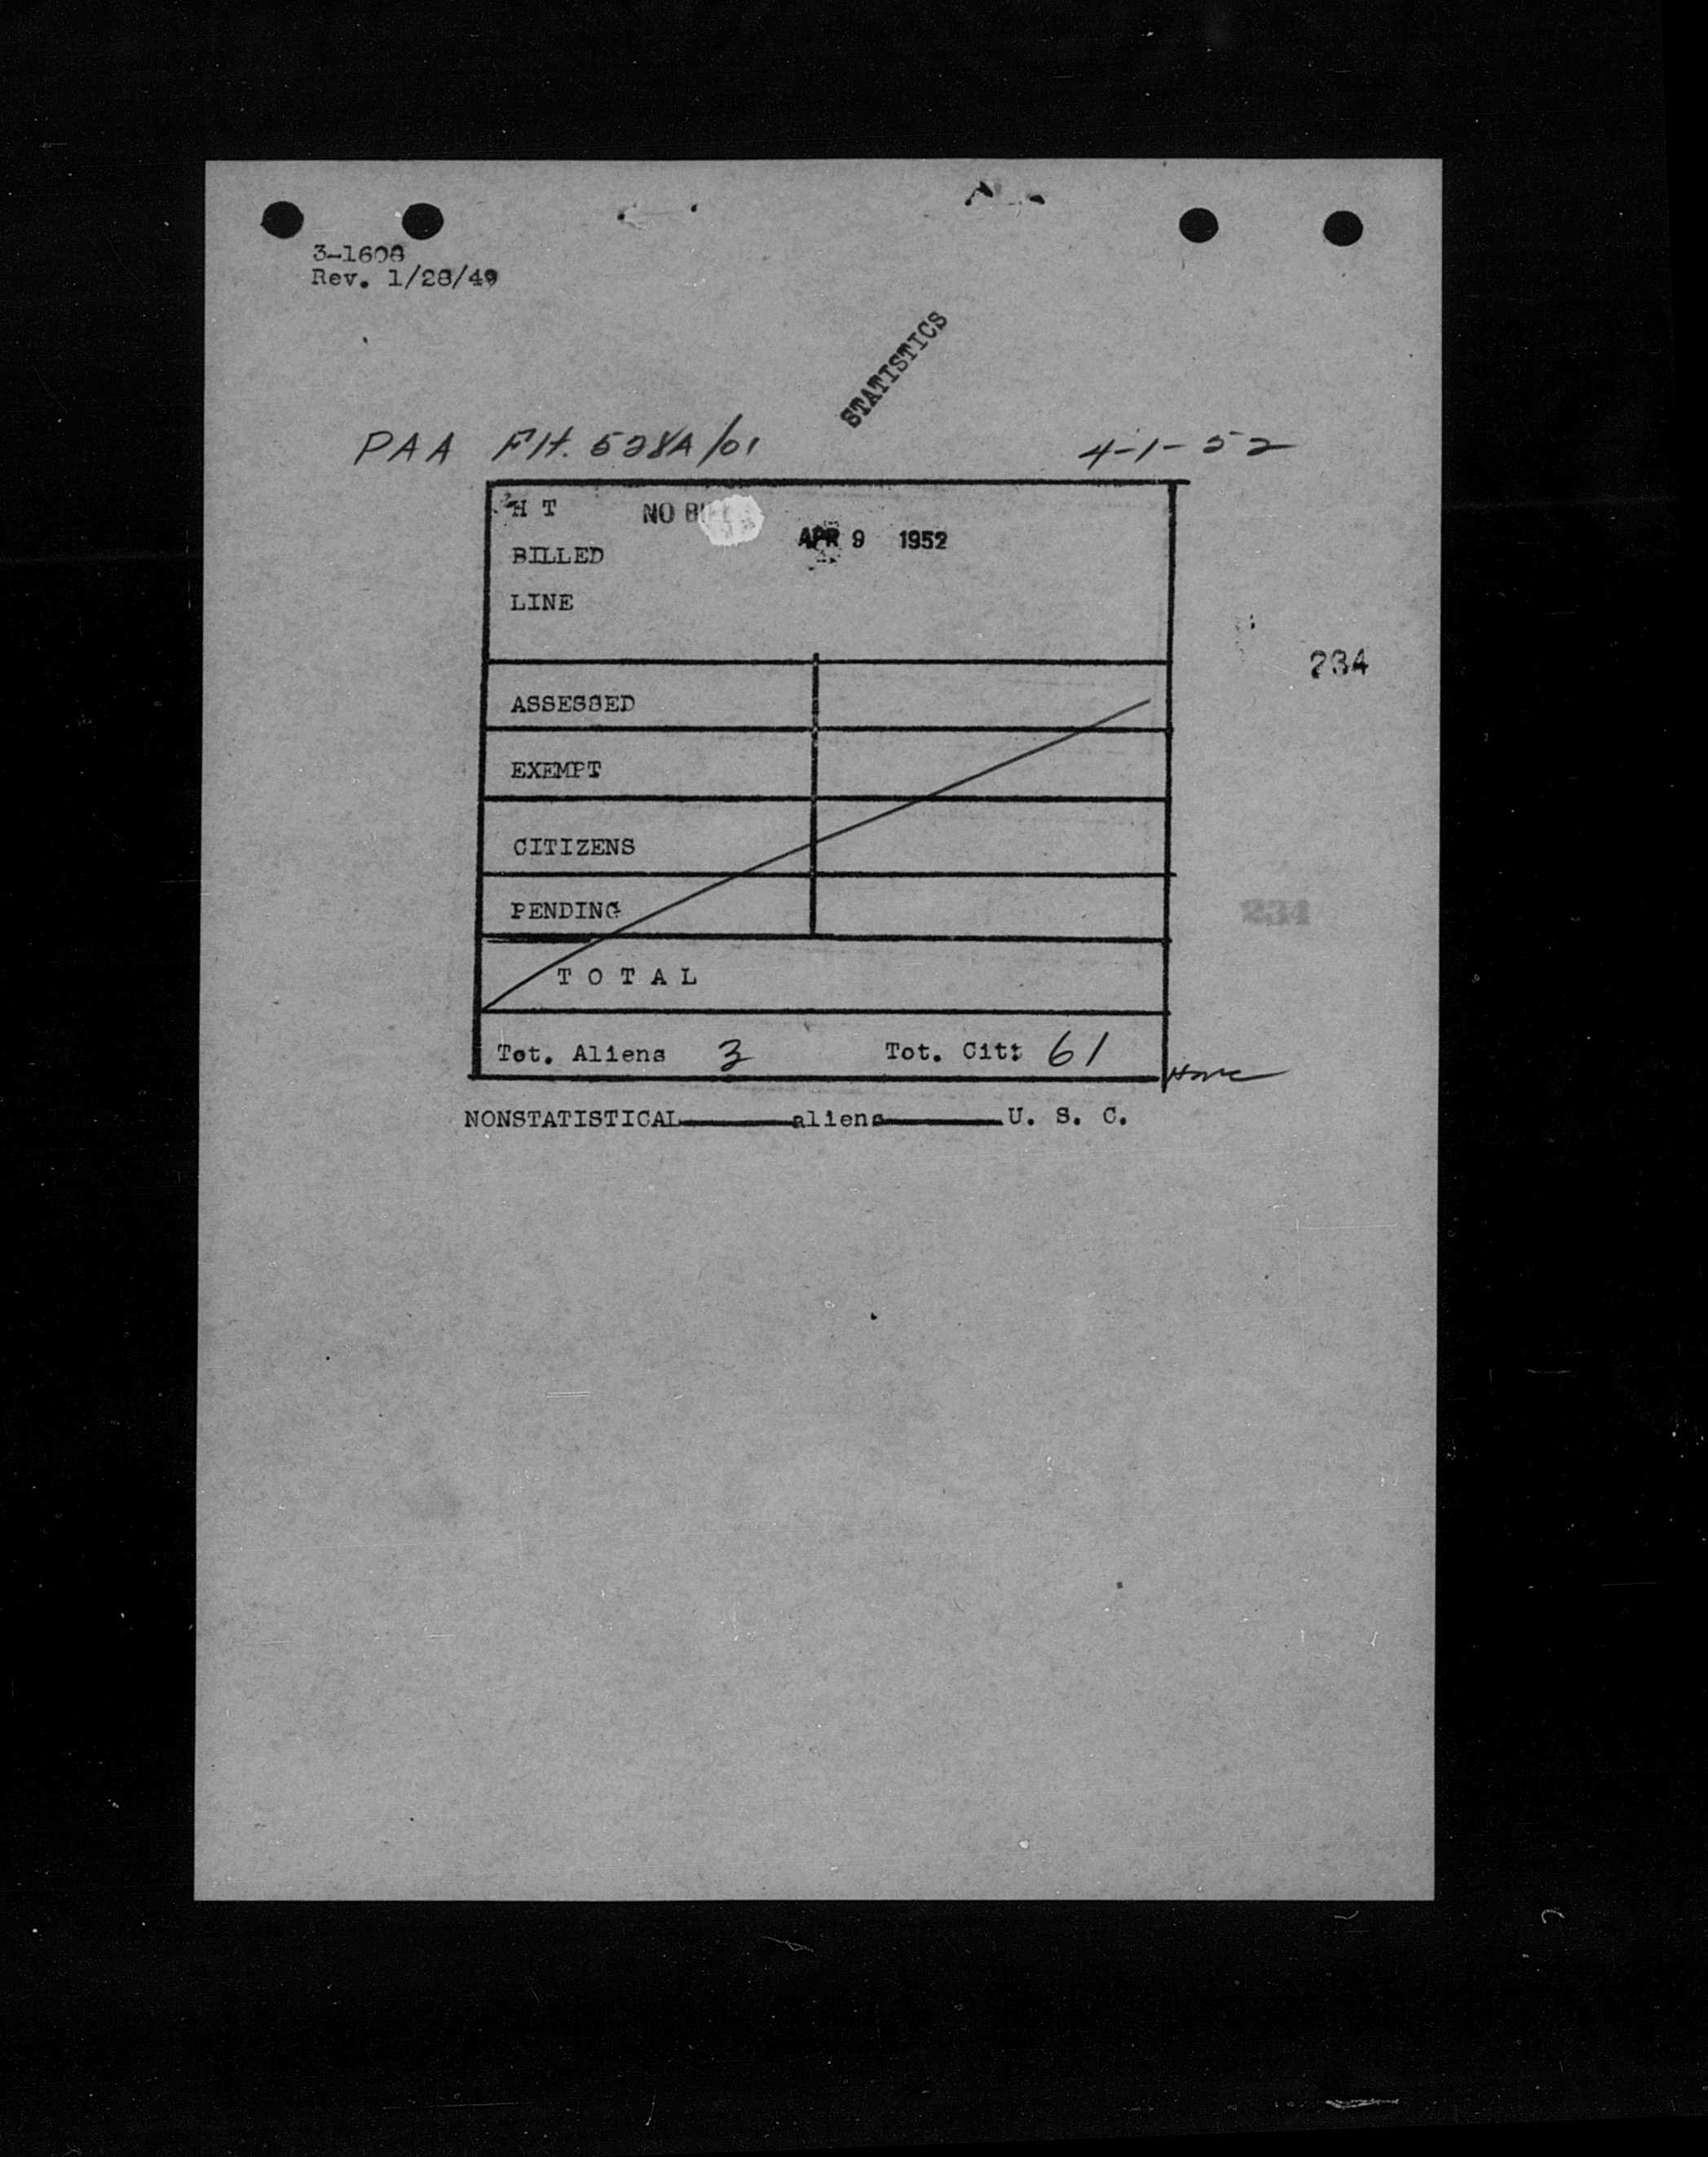 3-1608
Rev. 1/28/49
STATISTICS
PAA Flt. 528A/01 4-1-52
H T NO
APR 9 1952
BILLED
LINE
234
ASSESSED
EXEMPT
CITIZENS
PENDING
234
T O T A L
Tot. Aliens 3 Tot. Cit: 61
NONSTATISTICAL aliens U. S. C.